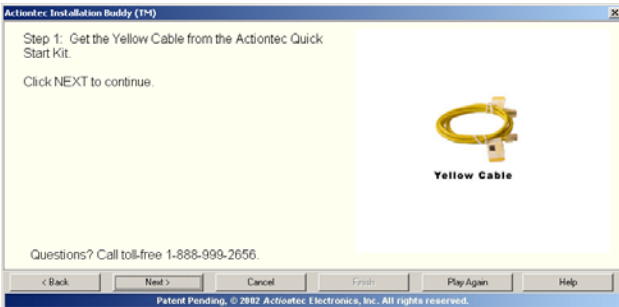 Actiontec Installation Buddy (TM)
Step 1: Get the Yellow Cable from the Actiontec Quick
Start Kit.
Click NEXT to continue.
Yellow Cable
Questions? Call toll-free 1-888-999-2656.
< Back Next > Cancel Finish Play Again Help
Patent Pending, © 2002 Actiontec Electronics, Inc. All rights reserved.